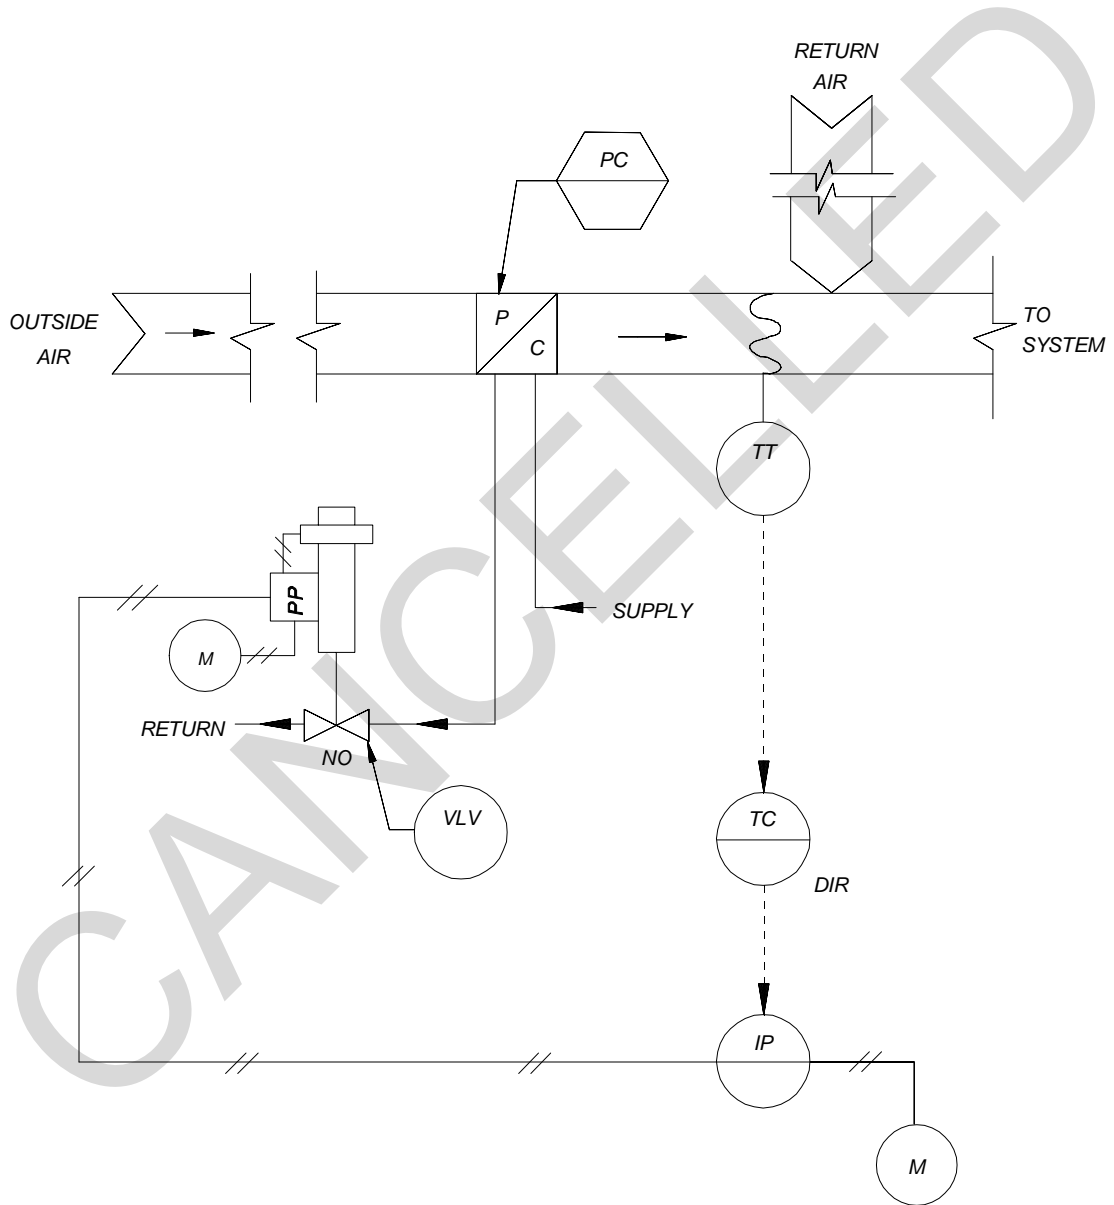 RETURN
AIR
PC
P
C
OUTSIDE
AIR
TO
SYSTEM
TT
PP
M
SUPPLY
RETURN
NO
VLV
TC
DIR
IP
M
CANCELLED